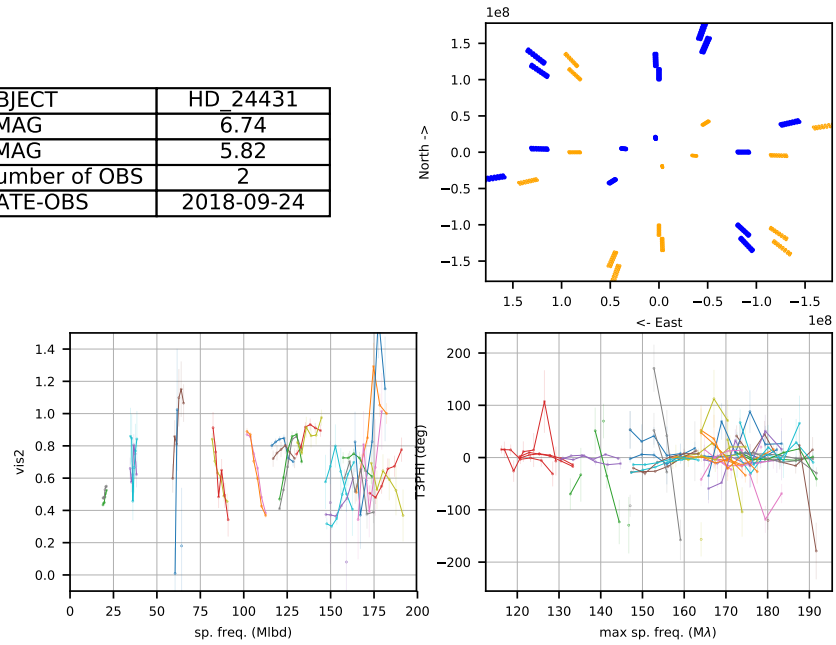 BJECT HD_24431
MAG 6.74
MAG 5.82
umber of OBS 2
ATE-OBS 2018-09-24
1e8
1.5
1.0
0.5
0.0
−0.5
−1.0
−1.5
North ->
1.5 1.0 0.5 0.0 −0.5 −1.0 −1.5
<- East
1e8
1.4
1.2
1.0
0.8
0.6
0.4
0.2
0.0
vis2
0 25 50 75 100 125 150 175 200
sp. freq. (Mlbd)
200
100
0
−100
−200
T3PHI (deg)
120 130 140 150 160 170 180 190
max sp. freq. (Mλ)